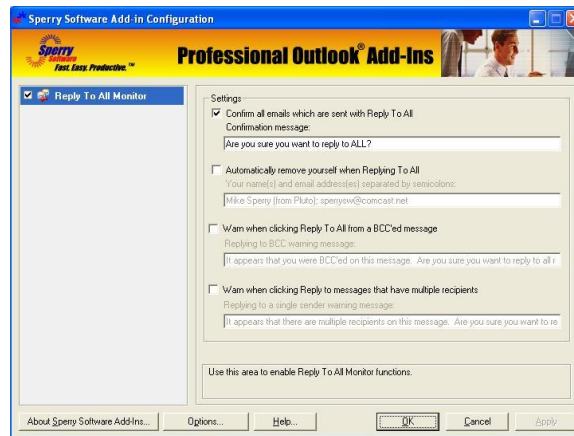 Sperry Software Add-in Configuration
Sperry
Software
Fast. Easy. Productive. ™
Professional Outlook® Add-Ins
Reply To All Monitor
Settings
Confirm all emails which are sent with Reply To All
Confirmation message:
Are you sure you want to reply to ALL?
Automatically remove yourself when Replying To All
Your name(s) and email address(es) separated by semicolons:
Mike Sperry (from Pluto); sperrysw@comcast.net
Warn when clicking Reply To All from a BCC'ed message
Replying to BCC warning message:
It appears that you were BCC'ed on this message. Are you sure you want to reply to all r
Warn when clicking Reply to messages that have multiple recipients
Replying to a single sender warning message:
It appears that there are multiple recipients on this message. Are you sure you want to re
Use this area to enable Reply To All Monitor functions.
About Sperry Software Add-Ins... Options... Help... OK Cancel Apply